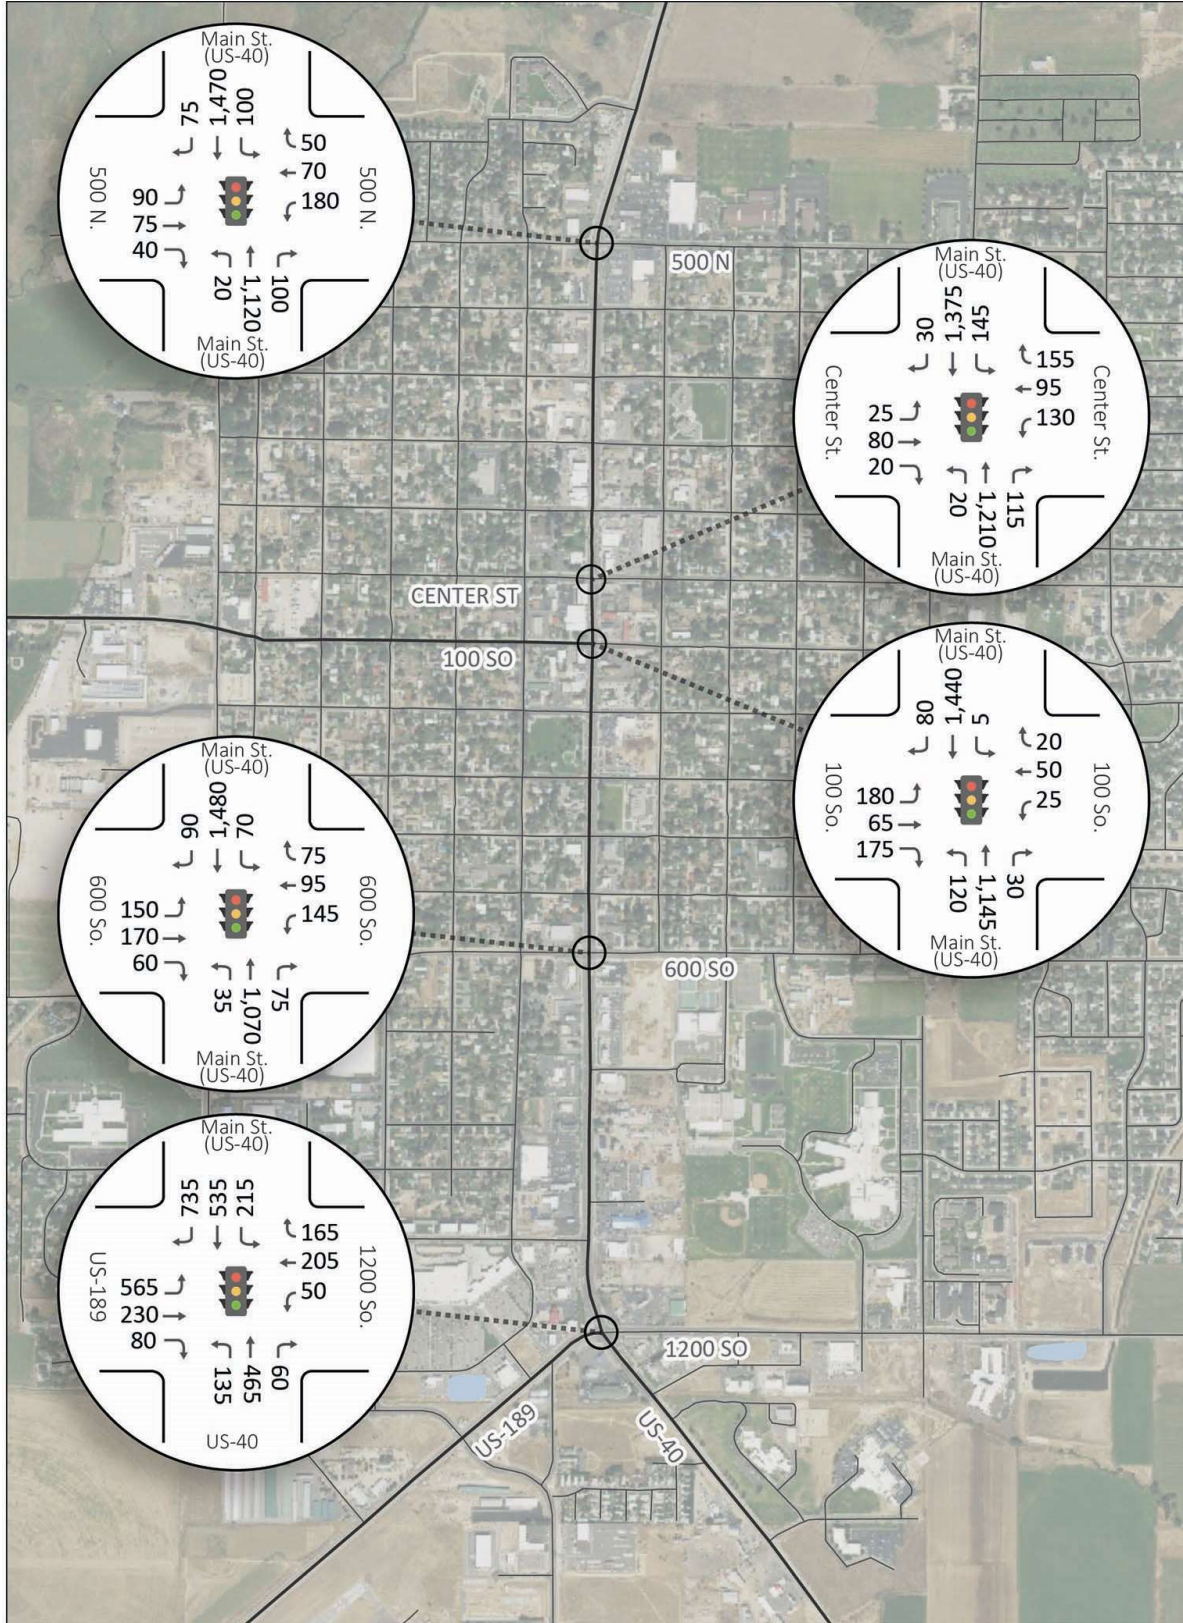 Main St.
(US-40)
75
1,470
100
50
70
180
500 N.
500 N.
90
75
40
20
1,120
100
Main St.
(US-40)
500 N
Main St.
(US-40)
30
1,375
145
155
95
130
Center St.
Center St.
25
80
20
20
1,210
115
Main St.
(US-40)
CENTER ST
100 SO
Main St.
(US-40)
80
1,440
5
20
50
25
100 So.
100 So.
180
65
175
120
1,145
30
Main St.
(US-40)
Main St.
(US-40)
90
1,480
70
75
95
145
600 So.
600 So.
150
170
60
35
1,070
75
Main St.
(US-40)
600 SO
Main St.
(US-40)
735
535
215
165
205
50
US-189
1200 So.
565
230
80
135
465
60
US-40
1200 SO
US-189
US-40